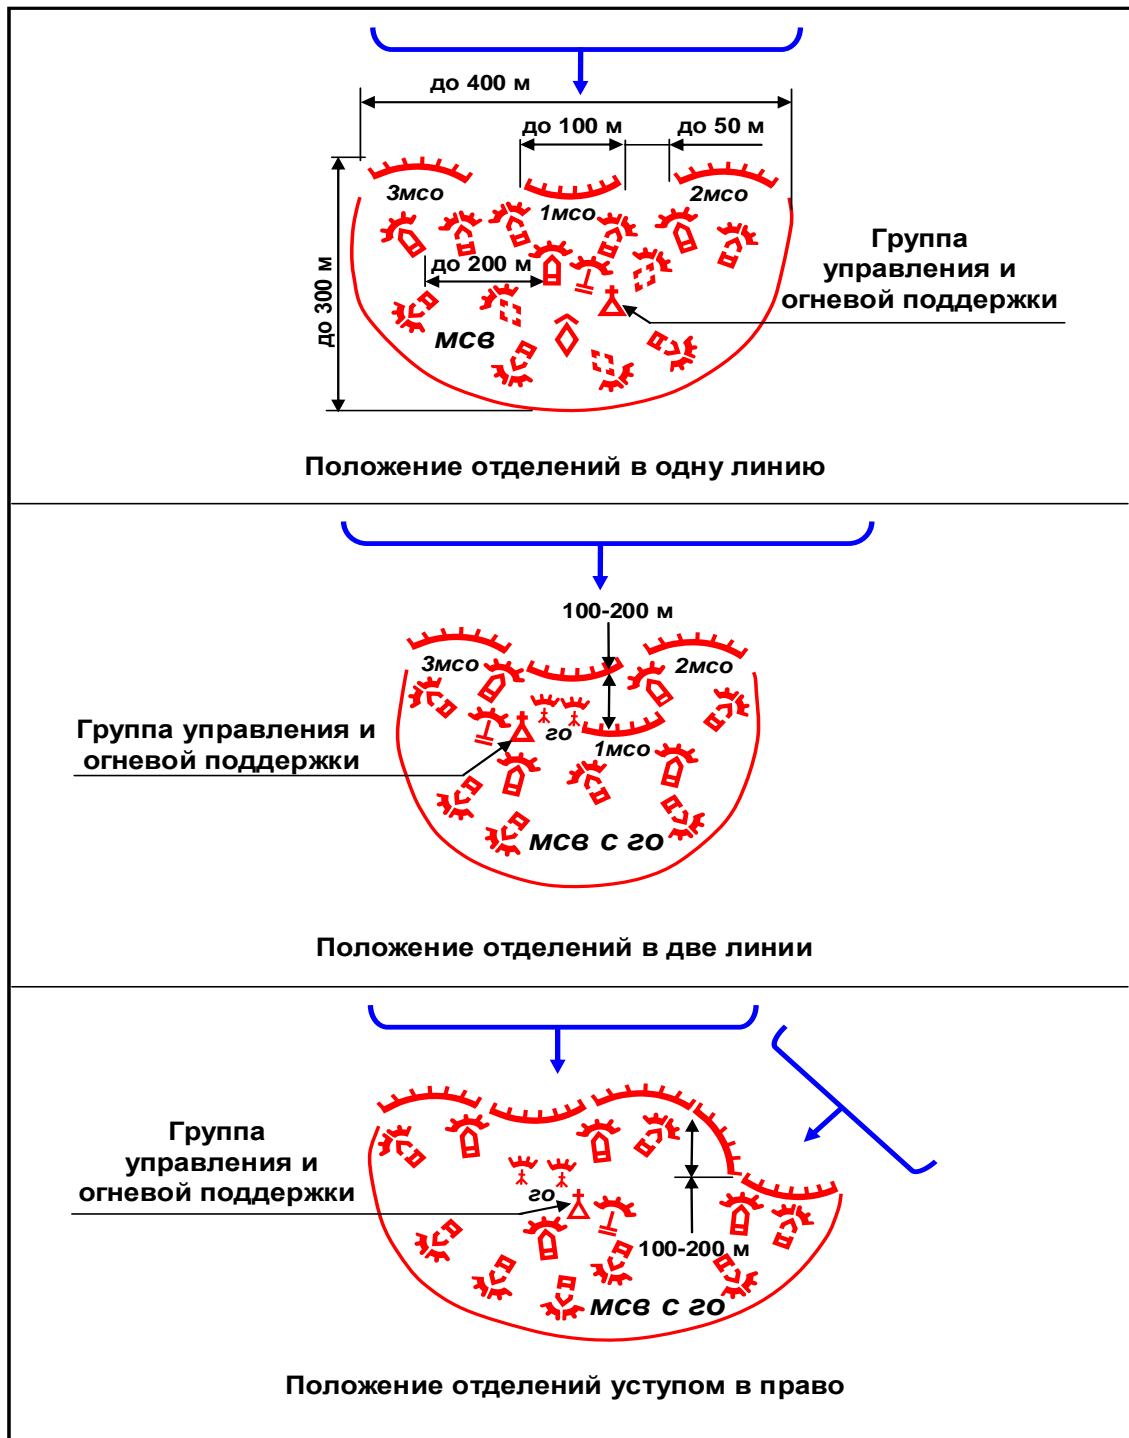 до 400 м
до 100 м
до 50 м
3мсо
1мсо
2мсо
до 300 м
до 200 м
мсв
Группа
управления и
огневой поддержки
Положение отделений в одну линию
100-200 м
3мсо
2мсо
го
1мсо
Группа управления и
огневой поддержки
мсв с го
Положение отделений в две линии
Группа
управления и
огневой поддержки
го
100-200 м
мсв с го
Положение отделений уступом в право